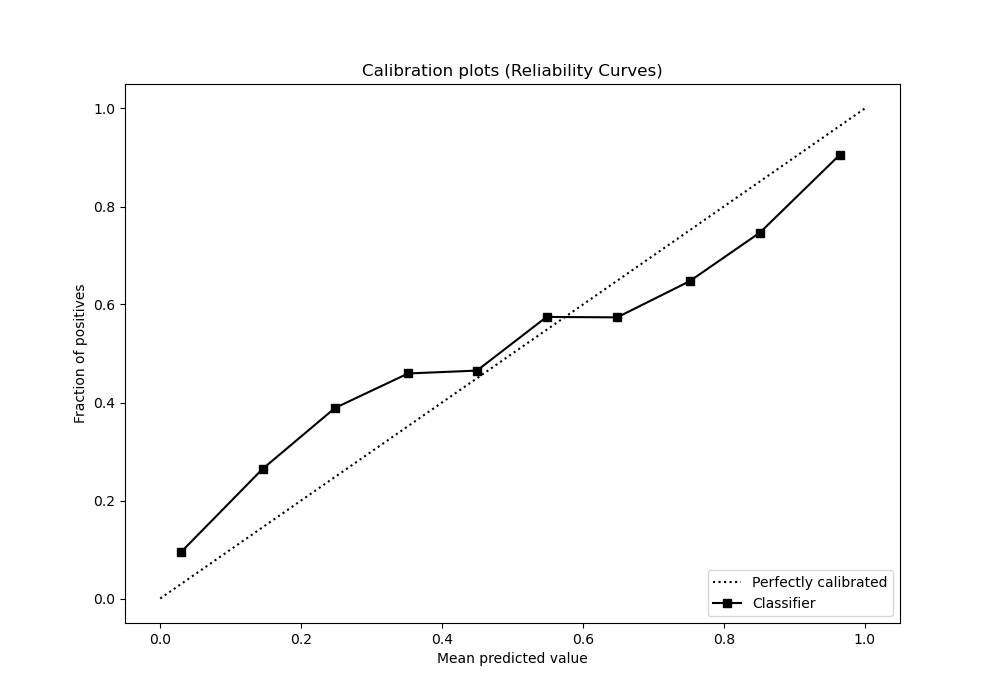 Calibration plots (Reliability Curves)
1.0
0.8
0.6
0.4
0.2
0.0
Fraction of positives
0.0 0.2 0.4 0.6 0.8 1.0
Mean predicted value
Perfectly calibrated
Classifier